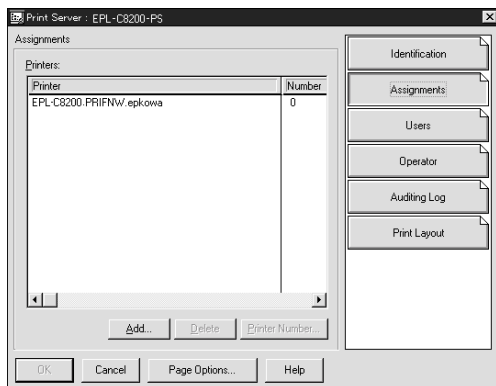 Print Server : EPL-C8200-PS
Assignments
Printers:
Printer Number
EPL-C8200.PRIFNW.epkowa 0
Add... Delete Printer Number...
OK Cancel Page Options... Help
Identification
Assignments
Users
Operator
Auditing Log
Print Layout